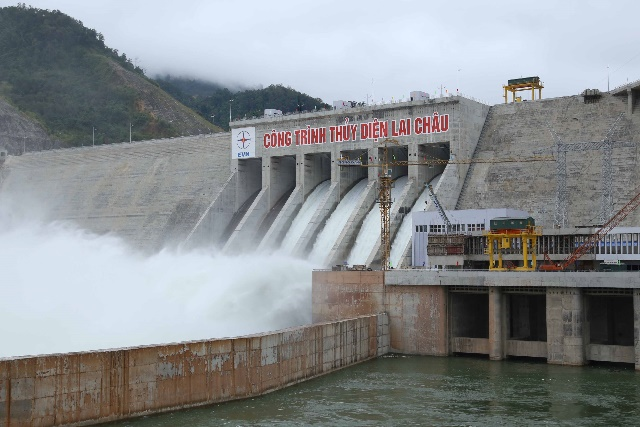 CÔNG TRÌNH THỦY ĐIỆN LAI CHÂU
EVN